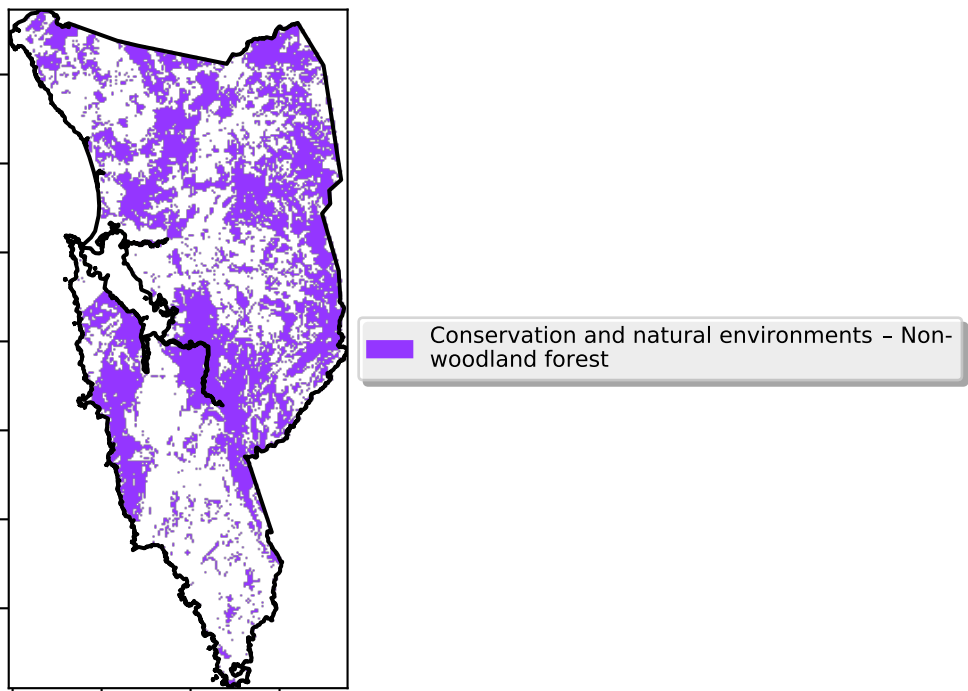 Conservation and natural environments – Non-
woodland forest